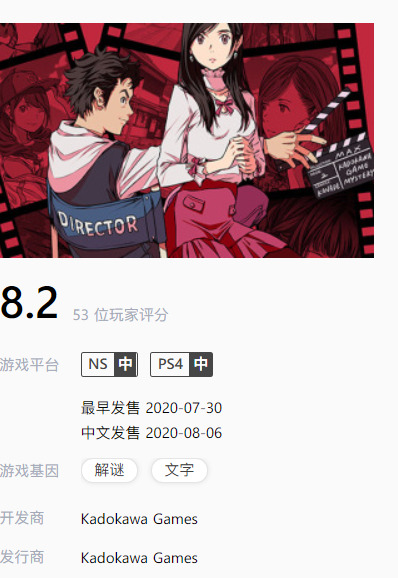 DIRECTOR
MAX
KADOKAWA
GAME
MYSTERY
8.2 53 位玩家评分
游戏平台 NS 中 PS4 中
最早发售 2020-07-30
中文发售 2020-08-06
游戏基因 解谜 文字
开发商 Kadokawa Games
发行商 Kadokawa Games